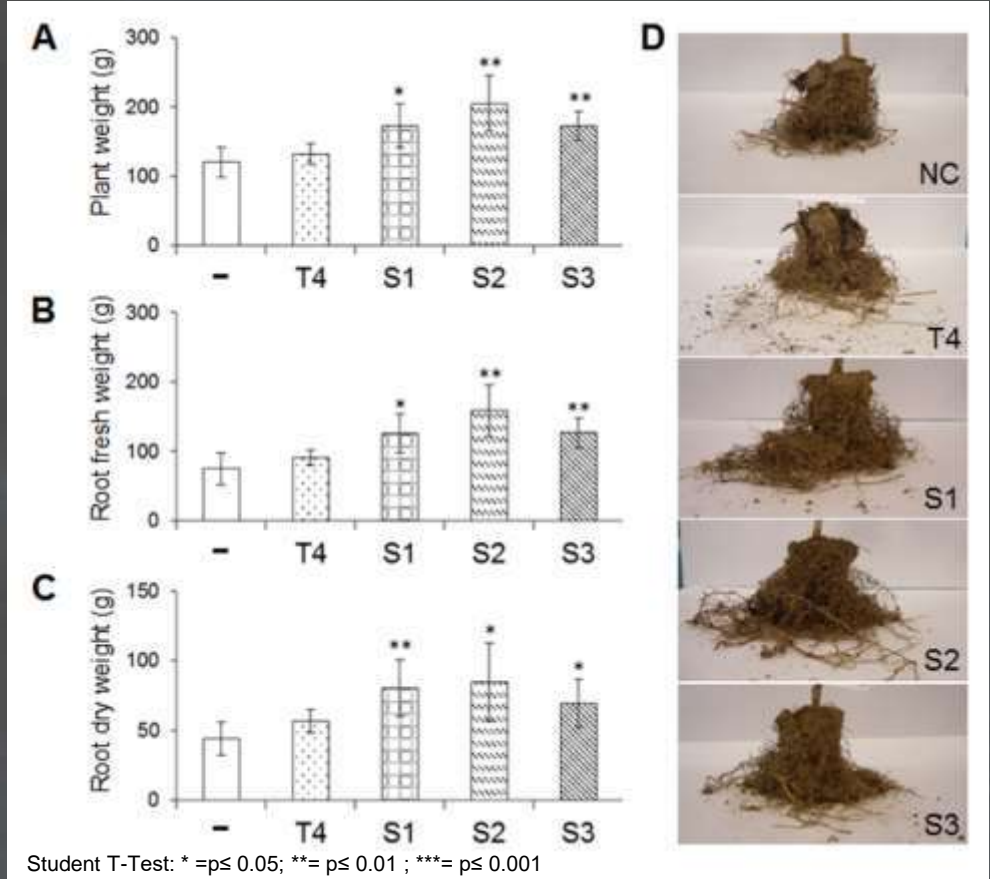 A
Plant weight (g)
300
200
100
0
*
**
**
– T4 S1 S2 S3
B
Root fresh weight (g)
300
200
100
0
*
**
**
– T4 S1 S2 S3
C
Root dry weight (g)
150
100
50
0
**
*
*
– T4 S1 S2 S3
D
NC
T4
S1
S2
S3
Student T-Test: * =p≤ 0.05; **= p≤ 0.01 ; ***= p≤ 0.001